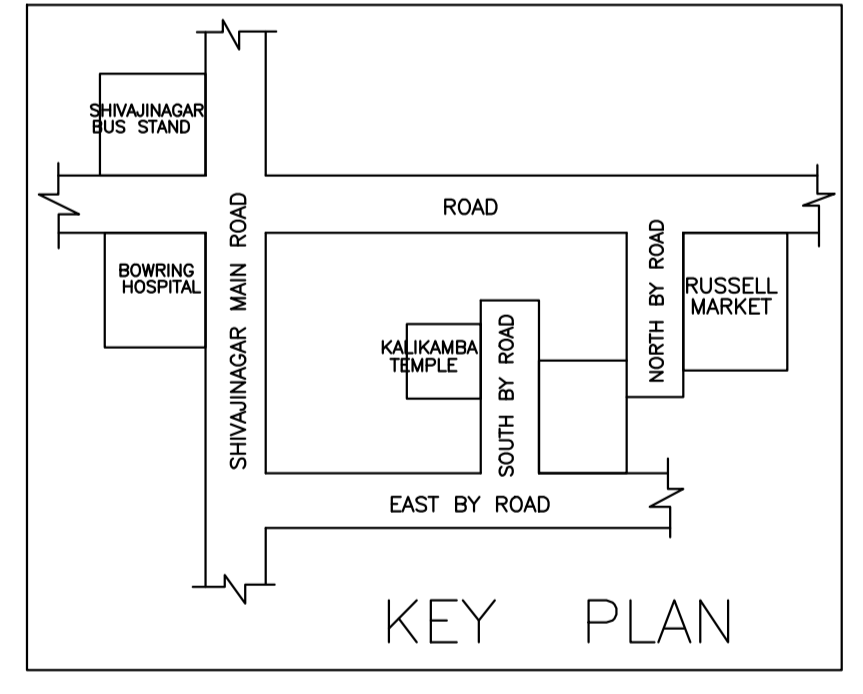 SHIVAJINAGAR
BUS STAND
ROAD
BOWRING
HOSPITAL
SHIVAJINAGAR MAIN ROAD
NORTH BY ROAD
RUSSELL
MARKET
KALIKAMBA
TEMPLE
SOUTH BY ROAD
EAST BY ROAD
KEY PLAN